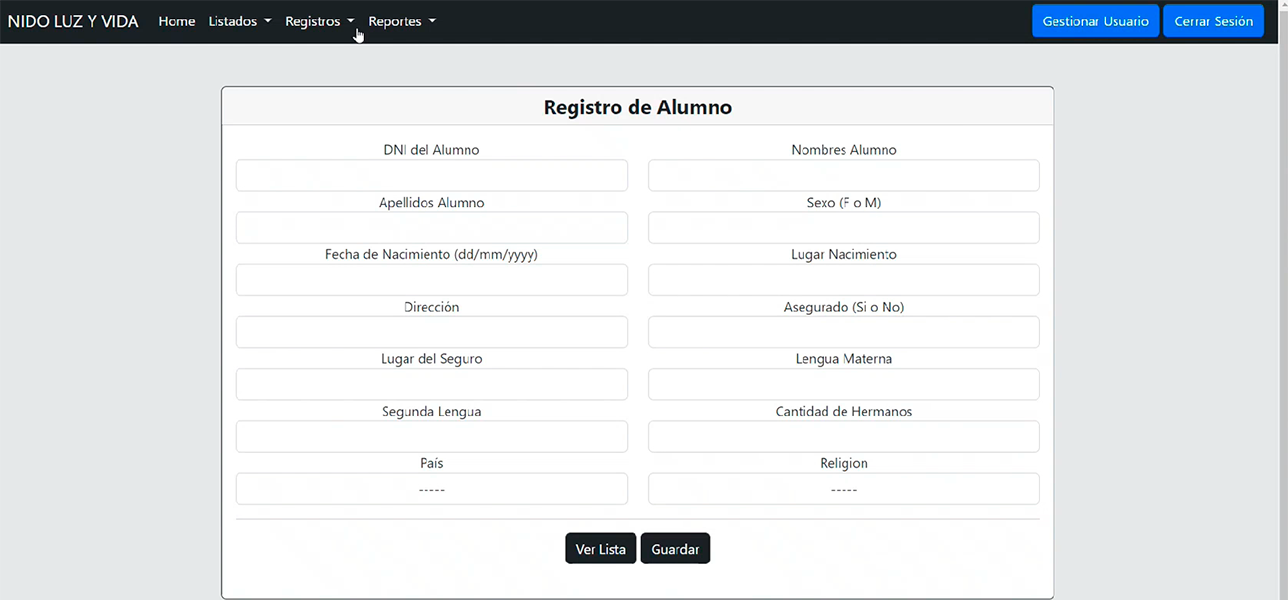 NIDO LUZ Y VIDA Home Listados Registros Reportes Gestionar Usuario Cerrar Sesión
Registro de Alumno
DNI del Alumno Nombres Alumno
Apellidos Alumno Sexo (F o M)
Fecha de Nacimiento (dd/mm/yyyy) Lugar Nacimiento
Dirección Asegurado (Si o No)
Lugar del Seguro Lengua Materna
Segunda Lengua Cantidad de Hermanos
País Religion
----- -----
Ver Lista Guardar